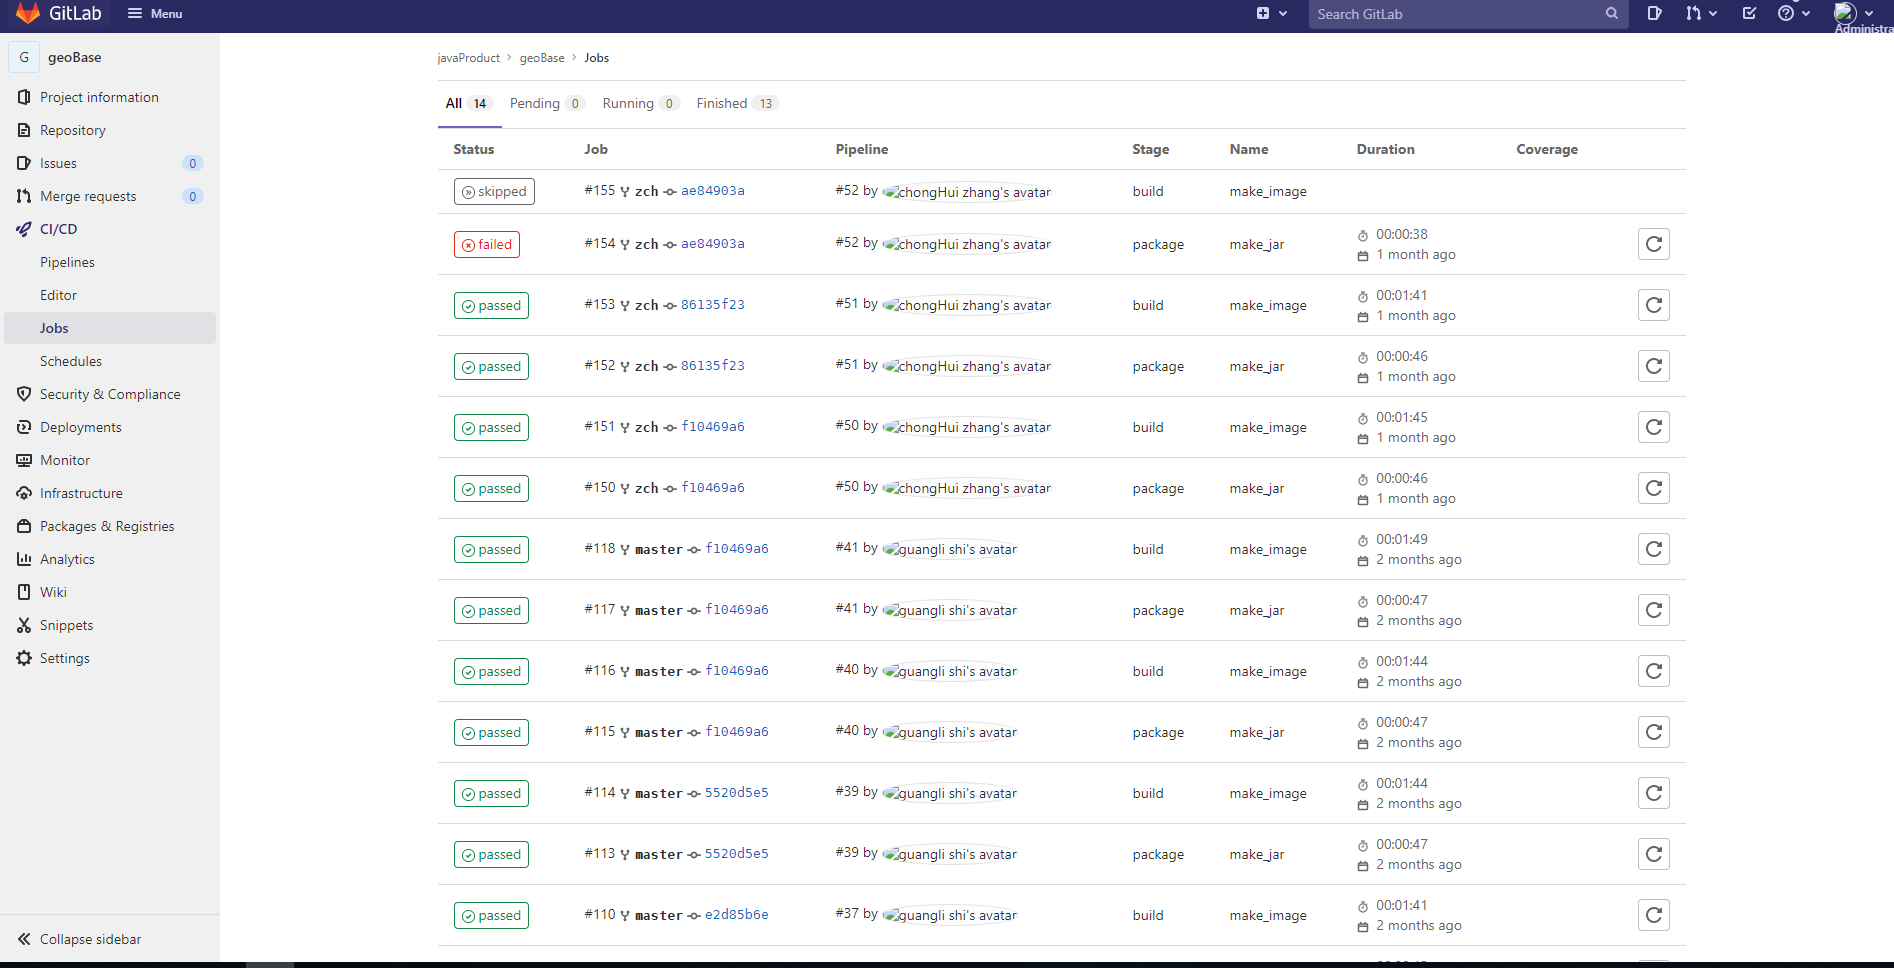 GitLab Menu Search GitLab
Administra
G geoBase
Project information
Repository
Issues 0
Merge requests 0
CI/CD
Pipelines
Editor
Jobs
Schedules
Security & Compliance
Deployments
Monitor
Infrastructure
Packages & Registries
Analytics
Wiki
Snippets
Settings
Collapse sidebar
javaProduct > geoBase > Jobs
All 14 Pending 0 Running 0 Finished 13
Status Job Pipeline Stage Name Duration Coverage
skipped #155 zch ae84903a #52 by chongHui zhang's avatar build make_image
failed #154 zch ae84903a #52 by chongHui zhang's avatar package make_jar 00:00:38
1 month ago
passed #153 zch 86135f23 #51 by chongHui zhang's avatar build make_image 00:01:41
1 month ago
passed #152 zch 86135f23 #51 by chongHui zhang's avatar package make_jar 00:00:46
1 month ago
passed #151 zch f10469a6 #50 by chongHui zhang's avatar build make_image 00:01:45
1 month ago
passed #150 zch f10469a6 #50 by chongHui zhang's avatar package make_jar 00:00:46
1 month ago
passed #118 master f10469a6 #41 by guangli shi's avatar build make_image 00:01:49
2 months ago
passed #117 master f10469a6 #41 by guangli shi's avatar package make_jar 00:00:47
2 months ago
passed #116 master f10469a6 #40 by guangli shi's avatar build make_image 00:01:44
2 months ago
passed #115 master f10469a6 #40 by guangli shi's avatar package make_jar 00:00:47
2 months ago
passed #114 master 5520d5e5 #39 by guangli shi's avatar build make_image 00:01:44
2 months ago
passed #113 master 5520d5e5 #39 by guangli shi's avatar package make_jar 00:00:47
2 months ago
passed #110 master e2d85b6e #37 by guangli shi's avatar build make_image 00:01:41
2 months ago